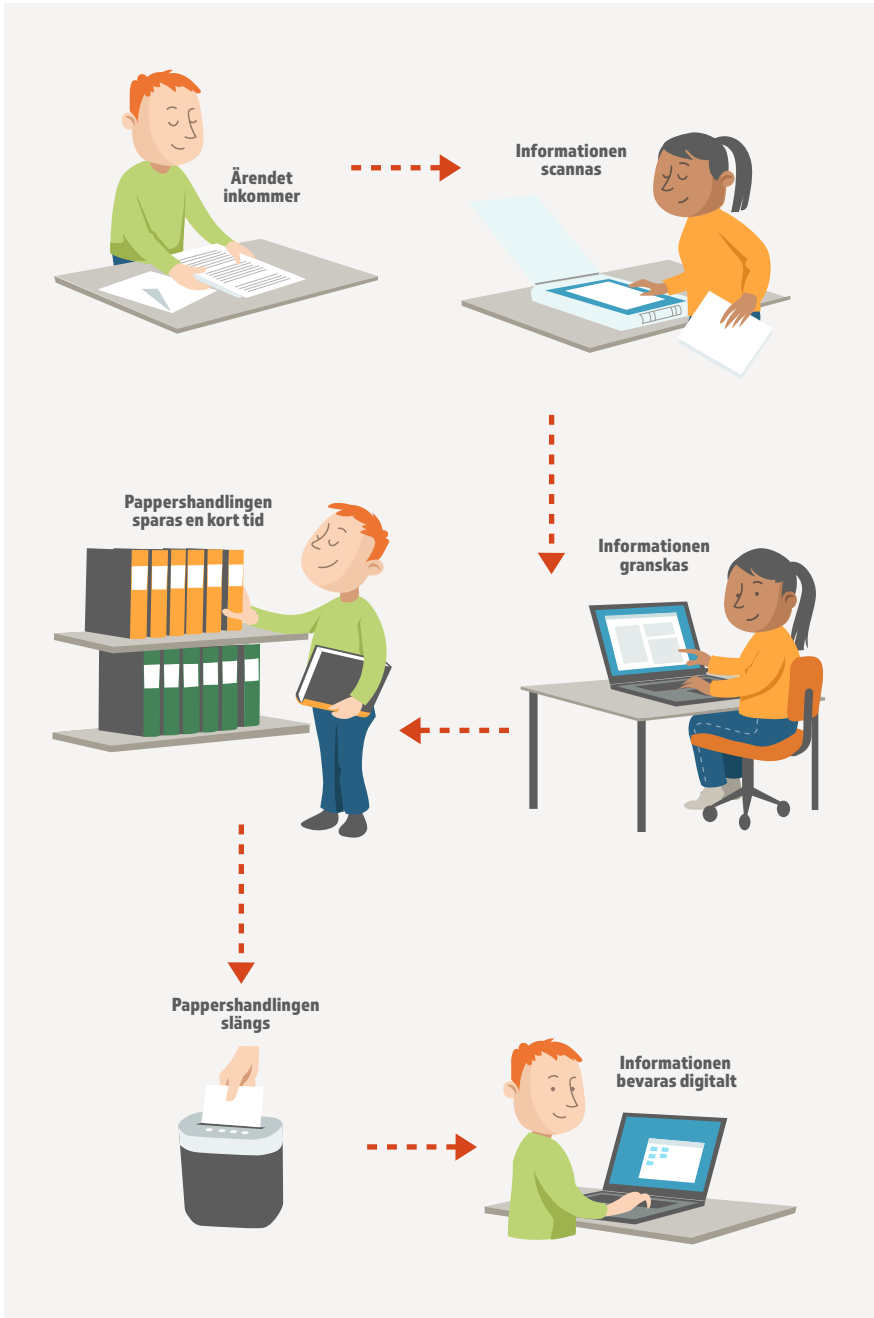 Ärendet
inkommer
Informationen
scannas
Informationen
granskas
Pappershandlingen
sparas en kort tid
Pappershandlingen
slängs
Informationen
bevaras digitalt